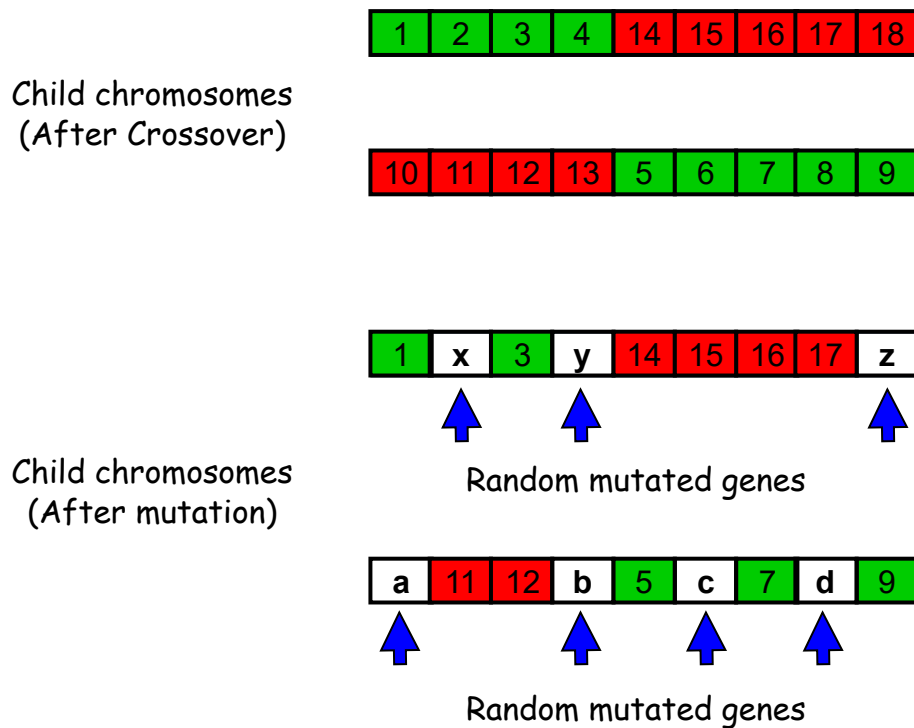 1 2 3 4 14 15 16 17 18
Child chromosomes
(After Crossover)
10 11 12 13 5 6 7 8 9
1 x 3 y 14 15 16 17 z
Random mutated genes
Child chromosomes
(After mutation)
a 11 12 b 5 c 7 d 9
Random mutated genes